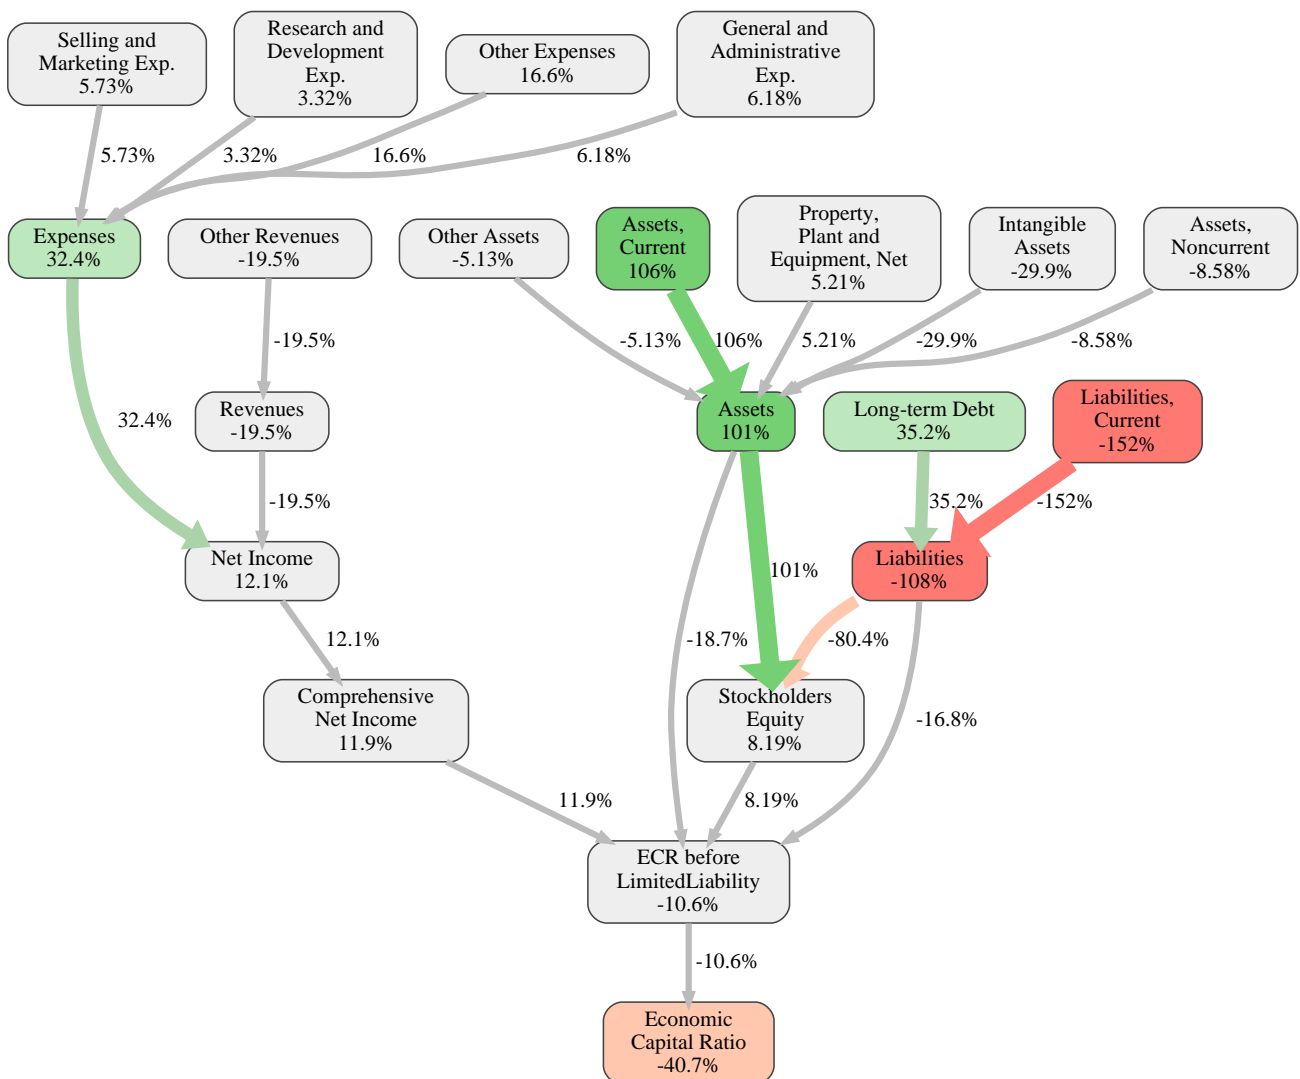 Selling and
Marketing Exp.
5.73%
Research and
Development
Exp.
3.32%
Other Expenses
16.6%
General and
Administrative
Exp.
6.18%
5.73%
3.32%
16.6%
6.18%
Expenses
32.4%
Other Revenues
-19.5%
Other Assets
-5.13%
Assets,
Current
106%
Property,
Plant and
Equipment, Net
5.21%
Intangible
Assets
-29.9%
Assets,
Noncurrent
-8.58%
-19.5%
-5.13%
106%
5.21%
-29.9%
-8.58%
32.4%
Revenues
-19.5%
Assets
101%
Long-term Debt
35.2%
Liabilities,
Current
-152%
-19.5%
35.2%
-152%
Net Income
12.1%
101%
Liabilities
-108%
12.1%
-18.7%
-80.4%
Comprehensive
Net Income
11.9%
Stockholders
Equity
8.19%
-16.8%
11.9%
8.19%
ECR before
LimitedLiability
-10.6%
-10.6%
Economic
Capital Ratio
-40.7%